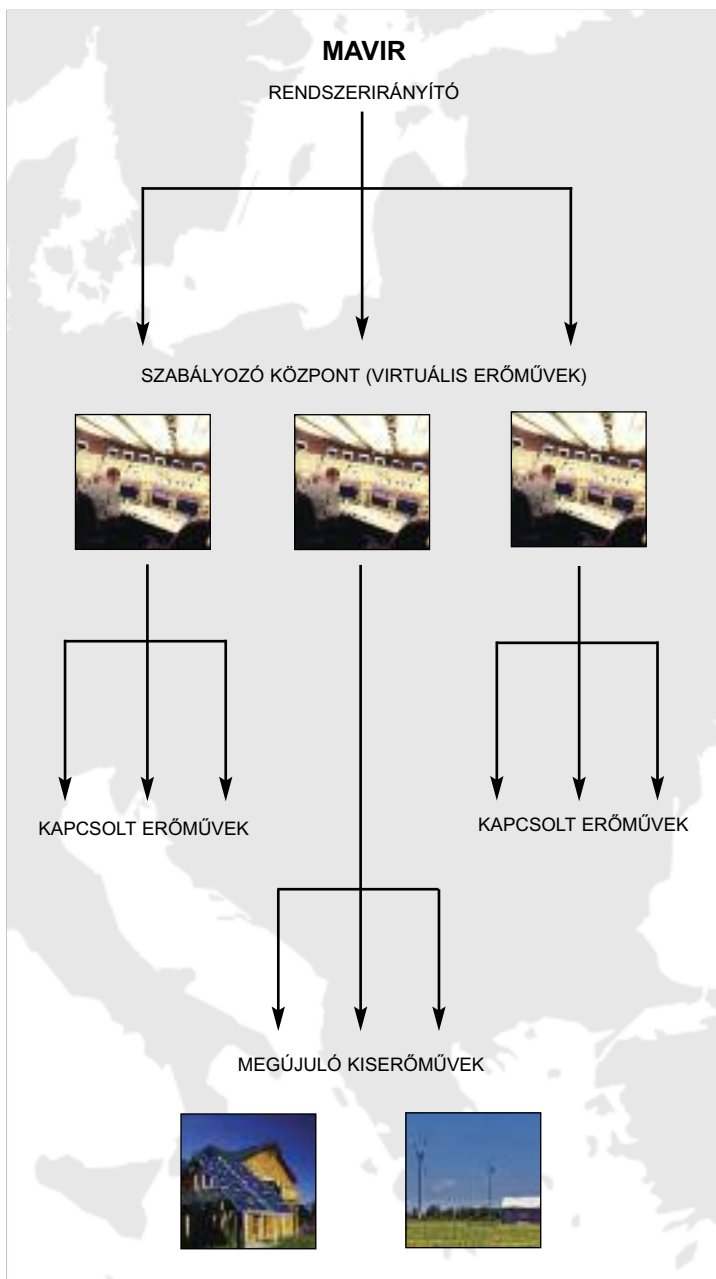 MAVIR
RENDSZERIRÁNYÍTÓ
SZABÁLYOZÓ KÖZPONT (VIRTUÁLIS ERŐMŰVEK)
KAPCSOLT ERŐMŰVEK
KAPCSOLT ERŐMŰVEK
MEGÚJULÓ KISERŐMŰVEK